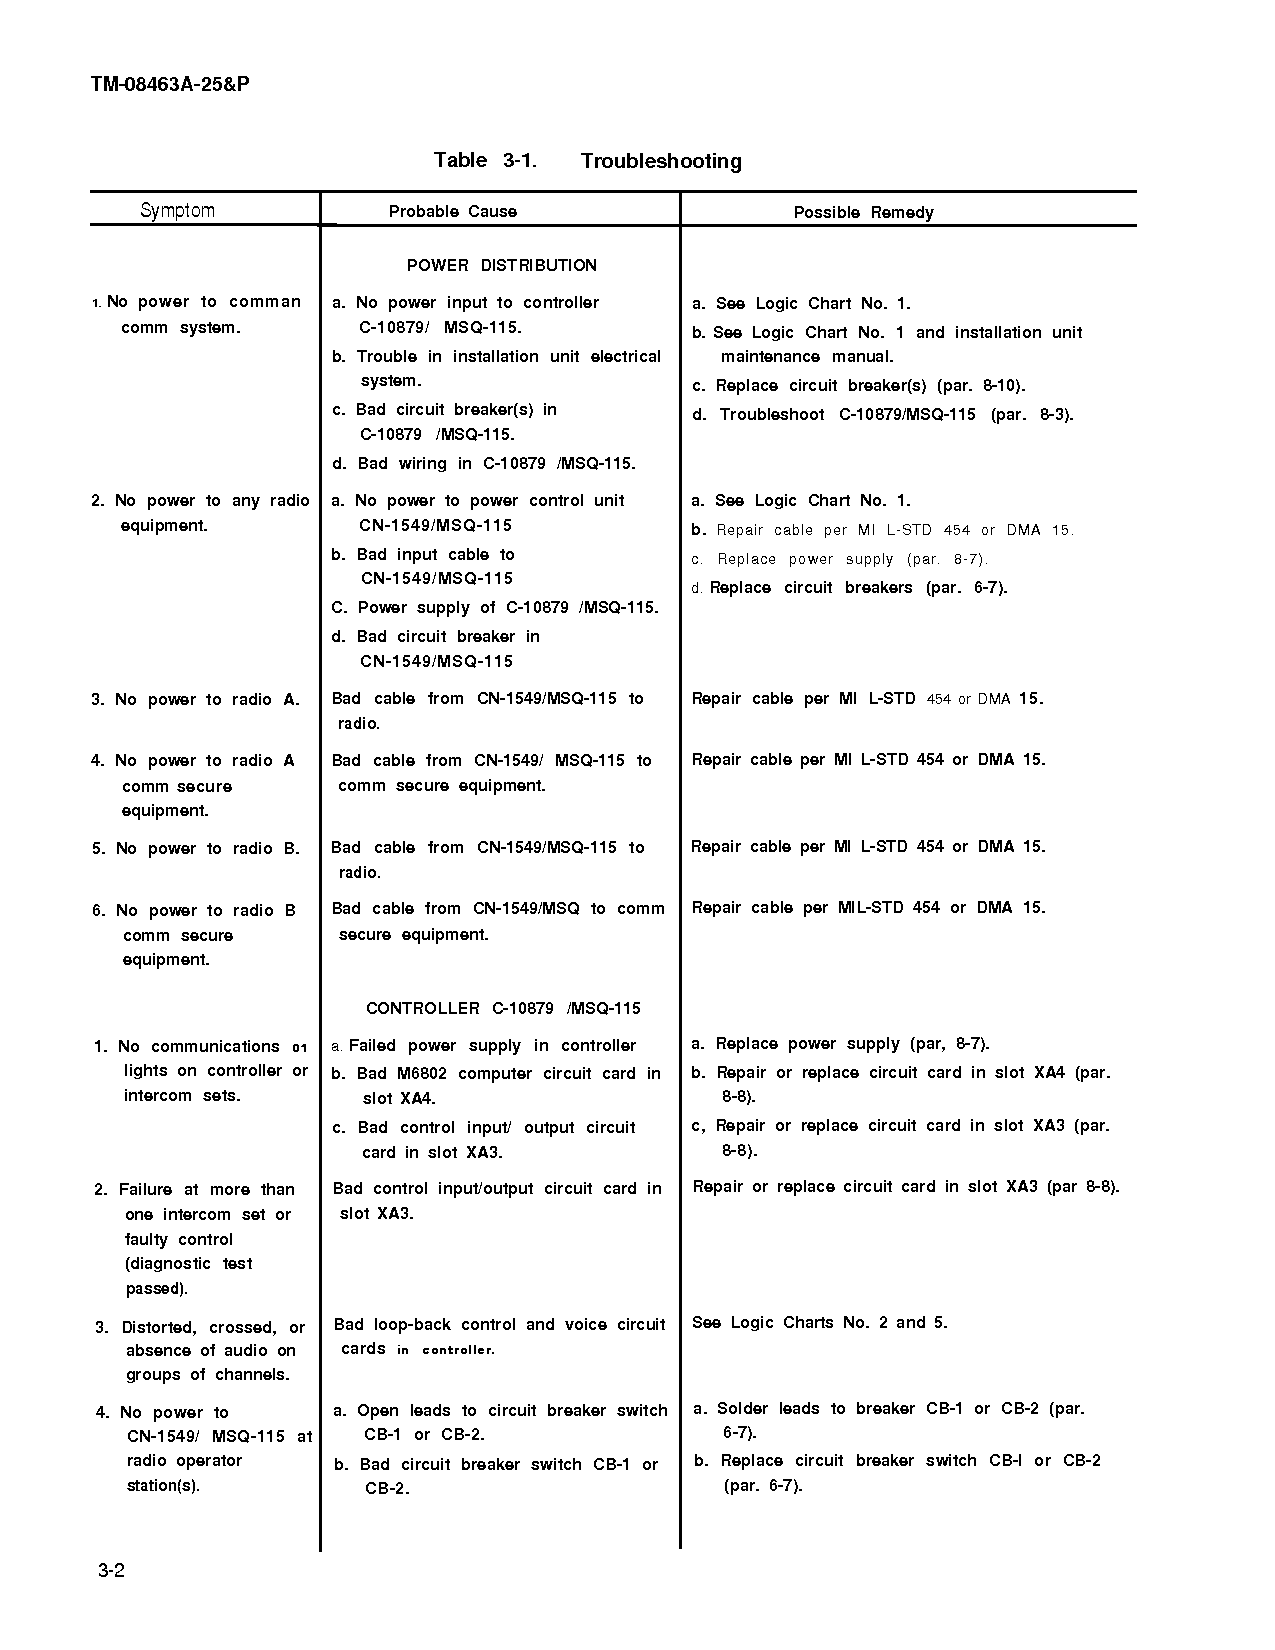 TM-08463A-25&P
Table 3-1. Troubleshooting
Symptom Probable Cause Possible Remedy
POWER DISTRIBUTION
1. No power to comman
comm system.
a. No power input to controller
C-10879/ MSQ-115.
b. Trouble in installation unit electrical
system.
c. Bad circuit breaker(s) in
C-10879 /MSQ-115.
d. Bad wiring in C-10879 /MSQ-115.
a. See Logic Chart No. 1.
b. See Logic Chart No. 1 and installation unit
maintenance manual.
c. Replace circuit breaker(s) (par. 8-10).
d. Troubleshoot C-10879/MSQ-115 (par. 8-3).
2. No power to any radio
equipment.
a. No power to power control unit
CN-1549/MSQ-115
b. Bad input cable to
CN-1549/MSQ-115
C. Power supply of C-10879 /MSQ-115.
d. Bad circuit breaker in
CN-1549/MSQ-115
a. See Logic Chart No. 1.
b. Repair cable per MI L-STD 454 or DMA 15.
c. Replace power supply (par. 8-7).
d. Replace circuit breakers (par. 6-7).
3. No power to radio A.
Bad cable from CN-1549/MSQ-115 to
radio.
Repair cable per MI L-STD 454 or DMA 15.
4. No power to radio A
comm secure
equipment.
Bad cable from CN-1549/ MSQ-115 to
comm secure equipment.
Repair cable per MI L-STD 454 or DMA 15.
5. No power to radio B.
Bad cable from CN-1549/MSQ-115 to
radio.
Repair cable per MI L-STD 454 or DMA 15.
6. No power to radio B
comm secure
equipment.
Bad cable from CN-1549/MSQ to comm
secure equipment.
Repair cable per MIL-STD 454 or DMA 15.
CONTROLLER C-10879 /MSQ-115
1. No communications 01
lights on controller or
intercom sets.
a. Failed power supply in controller
b. Bad M6802 computer circuit card in
slot XA4.
c. Bad control input/ output circuit
card in slot XA3.
a. Replace power supply (par, 8-7).
b. Repair or replace circuit card in slot XA4 (par.
8-8).
c, Repair or replace circuit card in slot XA3 (par.
8-8).
2. Failure at more than
one intercom set or
faulty control
(diagnostic test
passed).
Bad control input/output circuit card in
slot XA3.
Repair or replace circuit card in slot XA3 (par 8-8).
3. Distorted, crossed, or
absence of audio on
groups of channels.
Bad loop-back control and voice circuit
cards in controller.
See Logic Charts No. 2 and 5.
4. No power to
CN-1549/ MSQ-115 at
radio operator
station(s).
a. Open leads to circuit breaker switch
CB-1 or CB-2.
b. Bad circuit breaker switch CB-1 or
CB-2.
a. Solder leads to breaker CB-1 or CB-2 (par.
6-7).
b. Replace circuit breaker switch CB-I or CB-2
(par. 6-7).
3-2